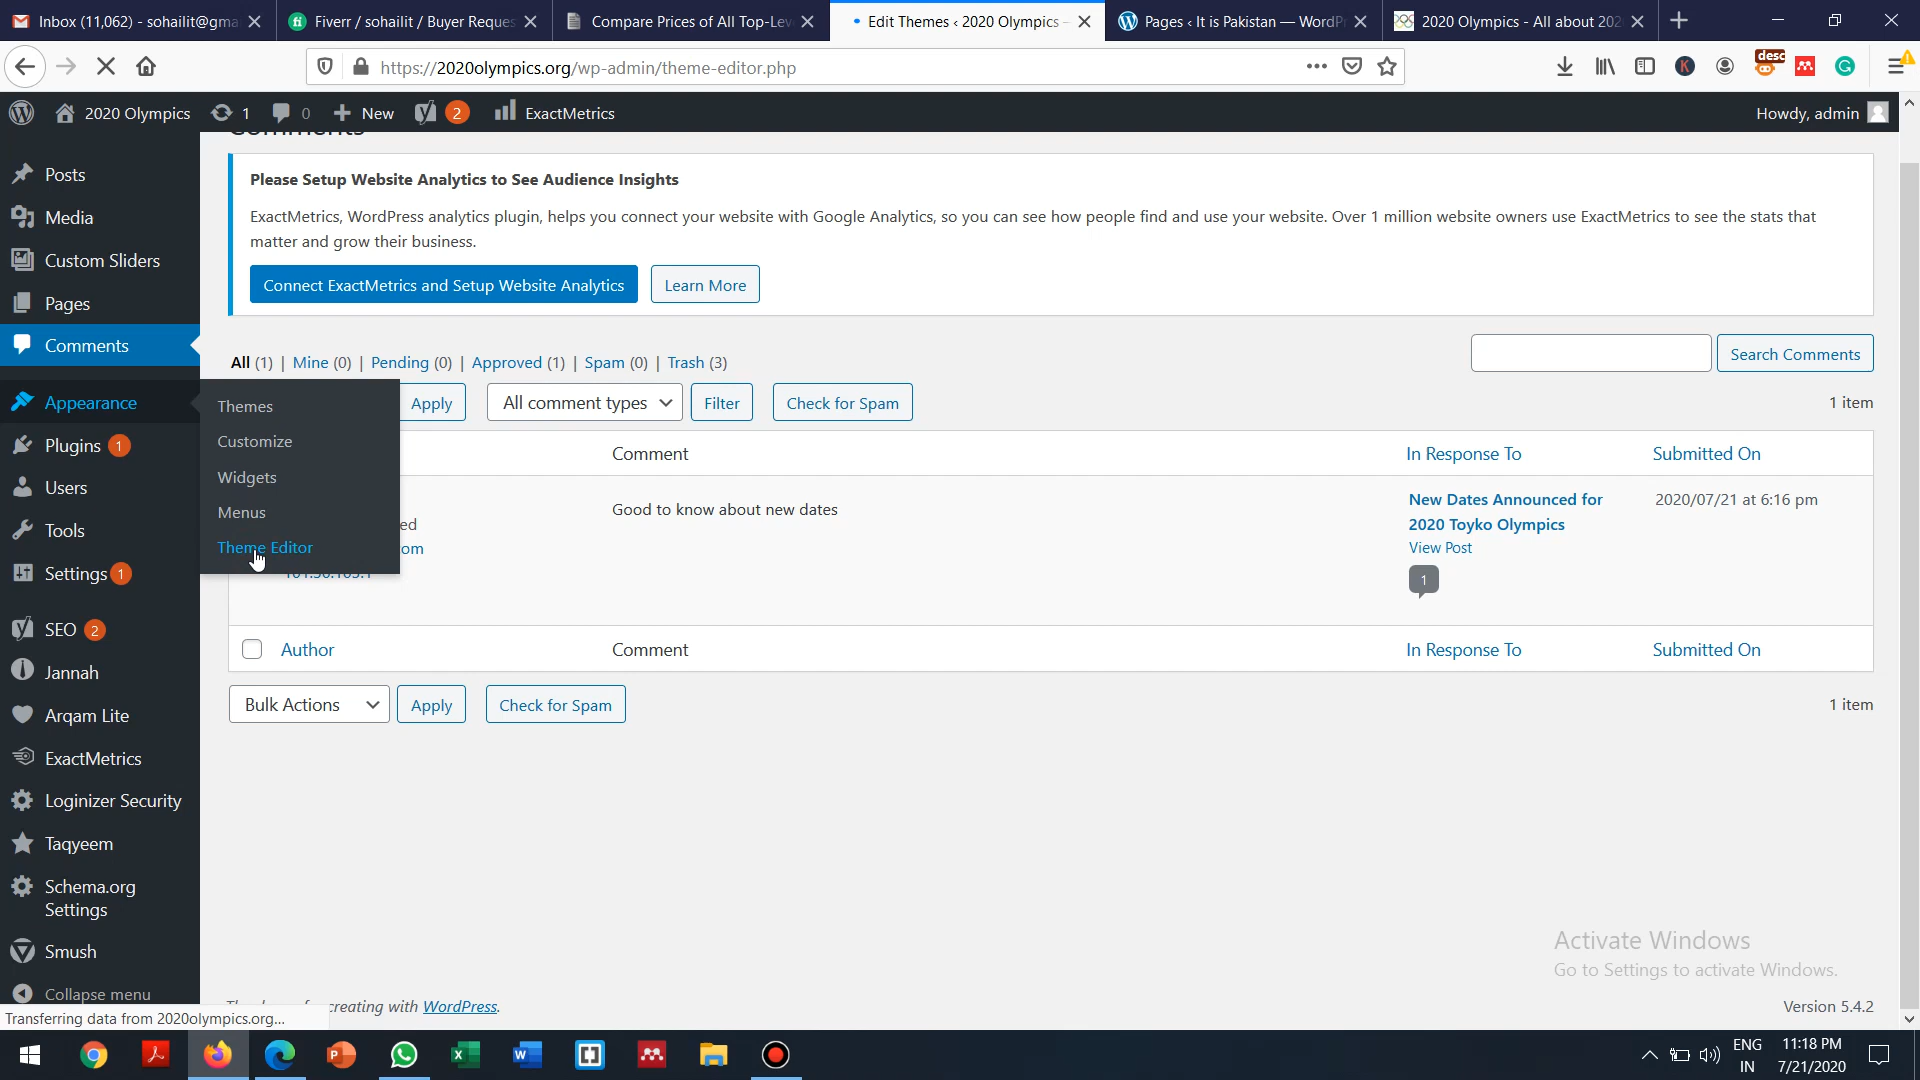 Inbox (11,062) - sohailit@gma
Fiverr / sohailit / Buyer Reques
Compare Prices of All Top-Lev
Edit Themes ‹ 2020 Olympics –
Pages ‹ It is Pakistan — WordPr
2020 Olympics - All about 202
https://2020olympics.org/wp-admin/theme-editor.php
desc
2020 Olympics
1
0
New
2
ExactMetrics
Howdy, admin
Comments
Posts
Media
Custom Sliders
Pages
Comments
Appearance
Plugins 1
Users
Tools
Settings 1
SEO 2
Jannah
Arqam Lite
ExactMetrics
Loginizer Security
Taqyeem
Schema.org
Settings
Smush
Collapse menu
Themes
Customize
Widgets
Menus
Theme Editor
Please Setup Website Analytics to See Audience Insights
ExactMetrics, WordPress analytics plugin, helps you connect your website with Google Analytics, so you can see how people find and use your website. Over 1 million website owners use ExactMetrics to see the stats that
matter and grow their business.
Connect ExactMetrics and Setup Website Analytics
Learn More
All (1) | Mine (0) | Pending (0) | Approved (1) | Spam (0) | Trash (3)
Search Comments
Apply
All comment types
Filter
Check for Spam
1 item
Comment
In Response To
Submitted On
ed
om
Good to know about new dates
New Dates Announced for
2020 Toyko Olympics
View Post
1
2020/07/21 at 6:16 pm
Author
Comment
In Response To
Submitted On
Bulk Actions
Apply
Check for Spam
1 item
Activate Windows
Go to Settings to activate Windows.
creating with WordPress.
Version 5.4.2
Transferring data from 2020olympics.org...
ENG
IN
11:18 PM
7/21/2020